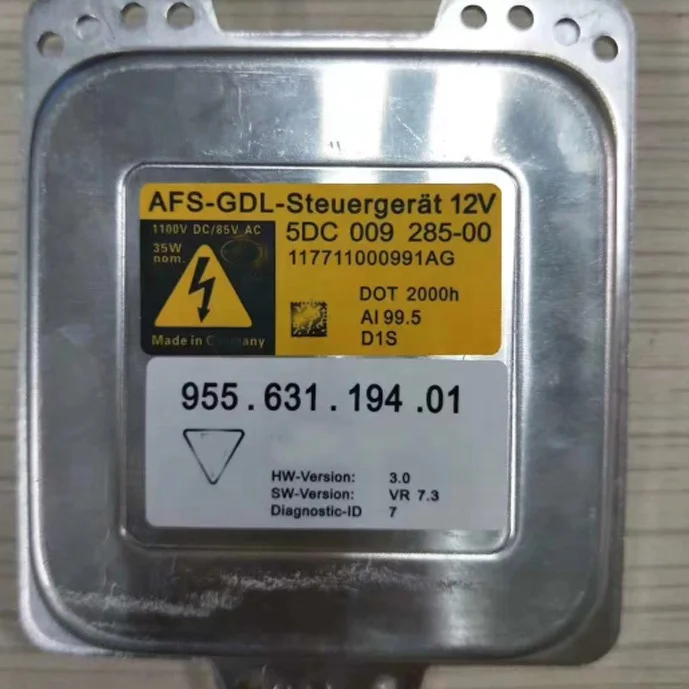 AFS-GDL-Steuergerät 12V
1100V DC/85V AC
5DC 009 285-00
35W
nom.
117711000991AG
DOT 2000h
AI 99.5
D1S
Made in Germany
955.631.194.01
HW-Version: 3.0
SW-Version: VR 7.3
Diagnostic-ID 7